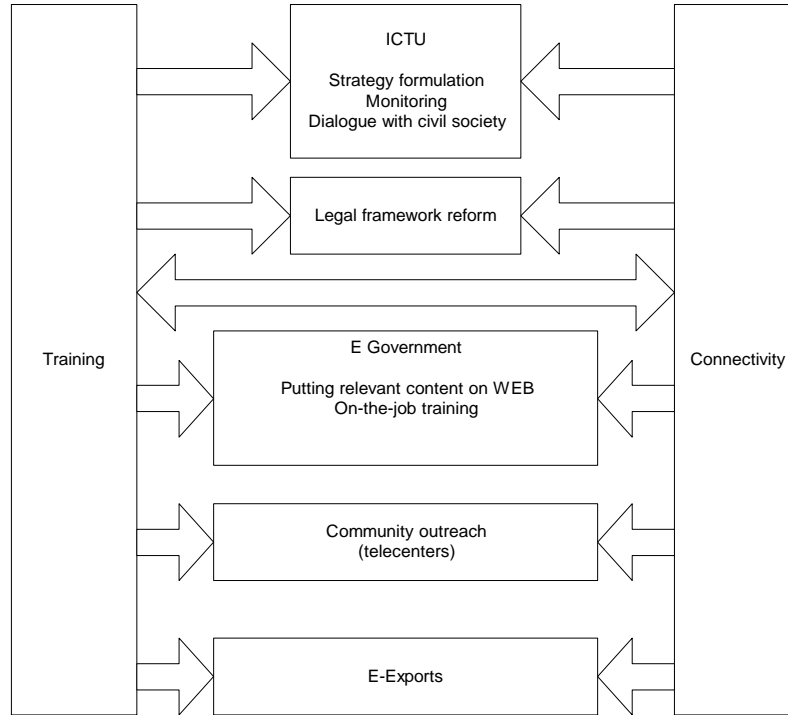 ICTU
Strategy formulation
Monitoring
Dialogue with civil society
Legal framework reform
Training
E Government
Putting relevant content on WEB
On-the-job training
Connectivity
Community outreach
(telecenters)
E-Exports